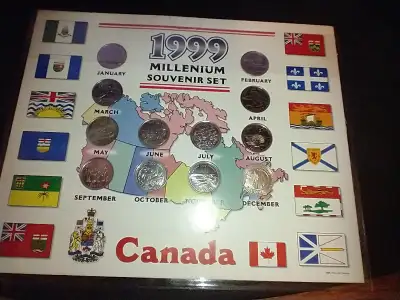 1999
MILLENIUM
SOUVENIR SET
JANUARY
FEBRUARY
MARCH
APRIL
MAY
JUNE
JULY
AUGUST
SEPTEMBER
OCTOBER
DECEMBER
Canada